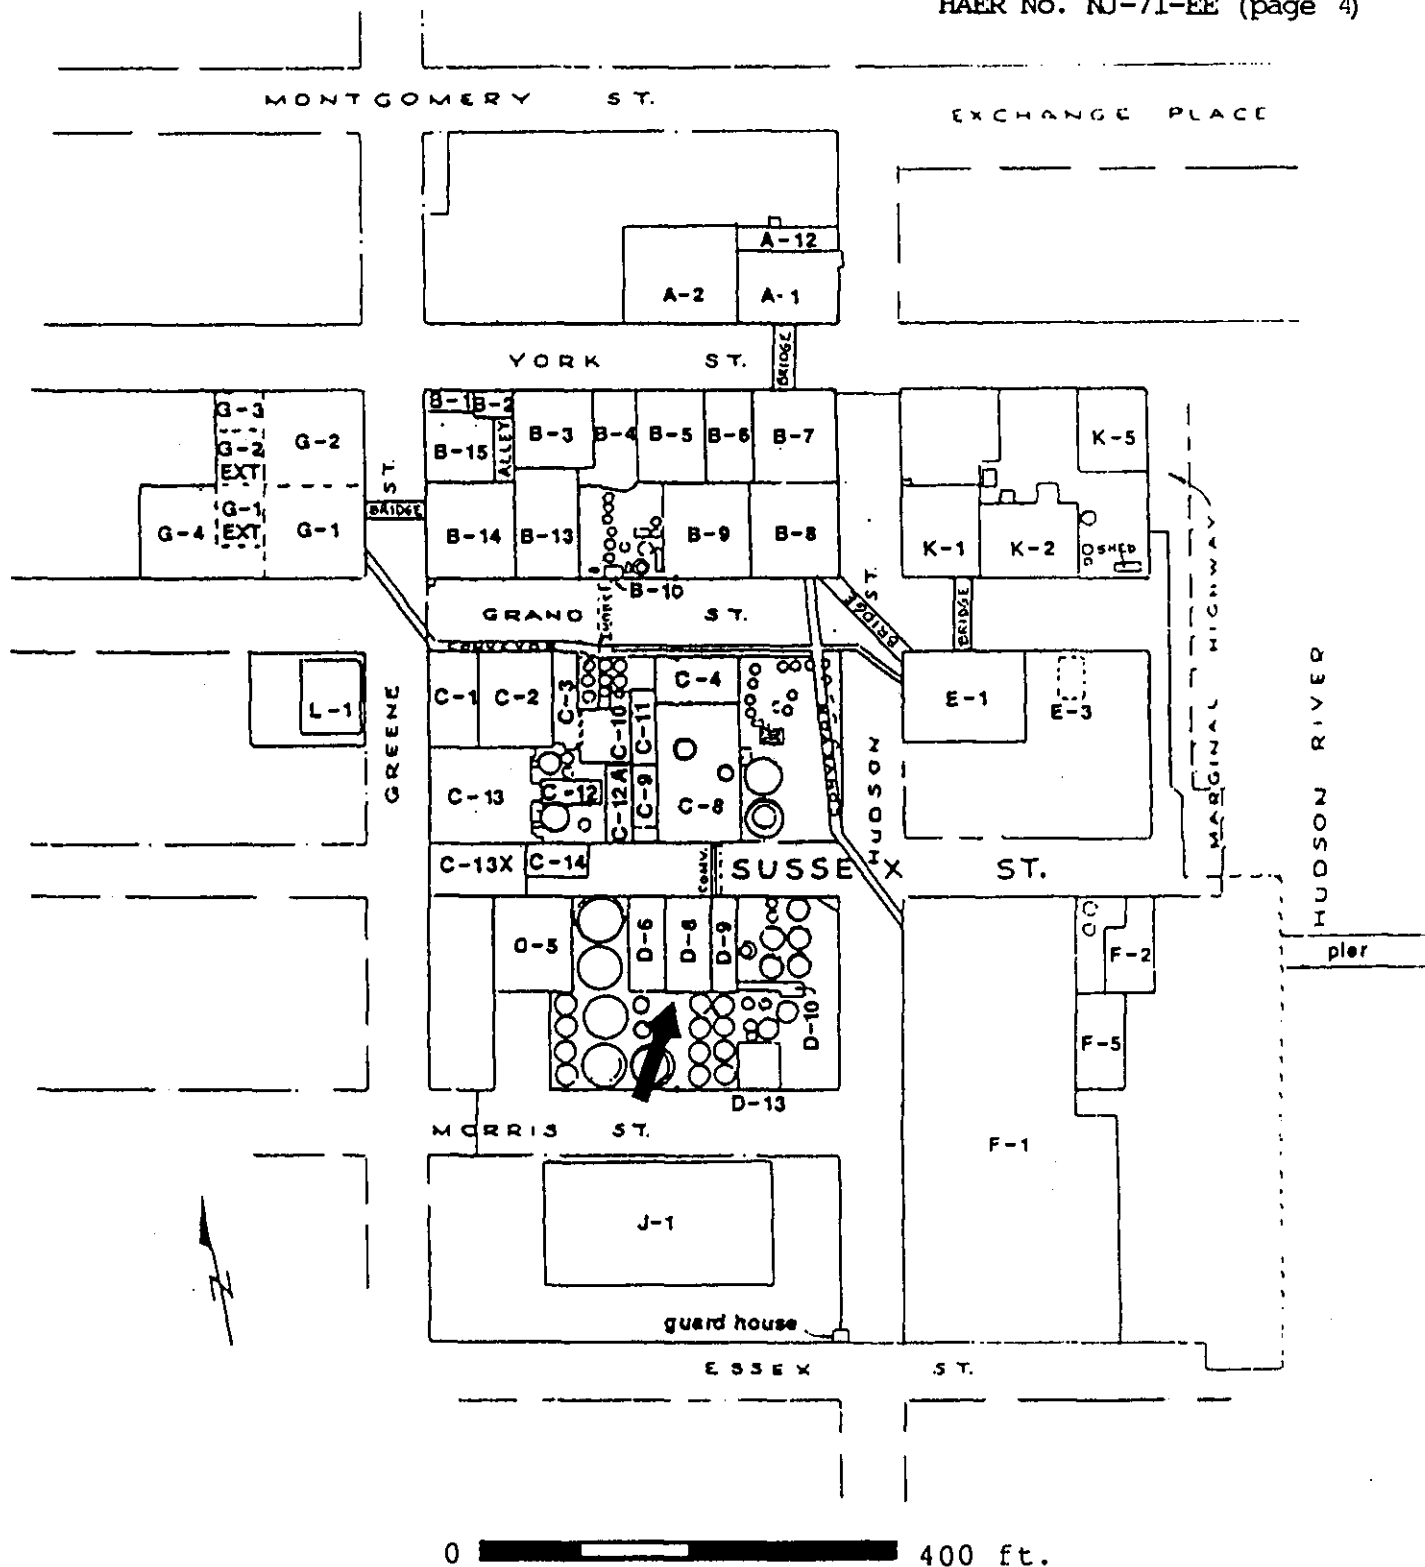 HAER No. NJ-71-EE (page 4)
MONTGOMERY ST.
EXCHANGE PLACE
A-12
A-2
A-1
YORK ST.
BRIDGE
B-1
B-2
G-3
G-2
G-2
EXT
B-15
ALLEY
B-3
B-4
B-5
B-6
B-7
K-5
ST.
G-4
G-1
EXT
G-1
BRIDGE
B-14
B-13
B-9
B-8
K-1
K-2
SHED
B-10
GRAND ST.
BRIDGE
ST.
BRIDGE
MARGINAL HIGHWAY
HUDSON RIVER
CONVEYOR
L-1
GREENE
C-1
C-2
C-3
C-10
C-11
C-4
E-1
E-3
C-13
C-12
C-12A
C-9
C-8
CONVEYOR
HUDSON
C-13X
C-14
CONV.
SUSSEX ST.
O-5
D-6
D-8
D-9
F-2
pier
D-10
F-5
D-13
MORRIS ST.
F-1
J-1
N
guard house
ESSEX ST.
0 400 ft.